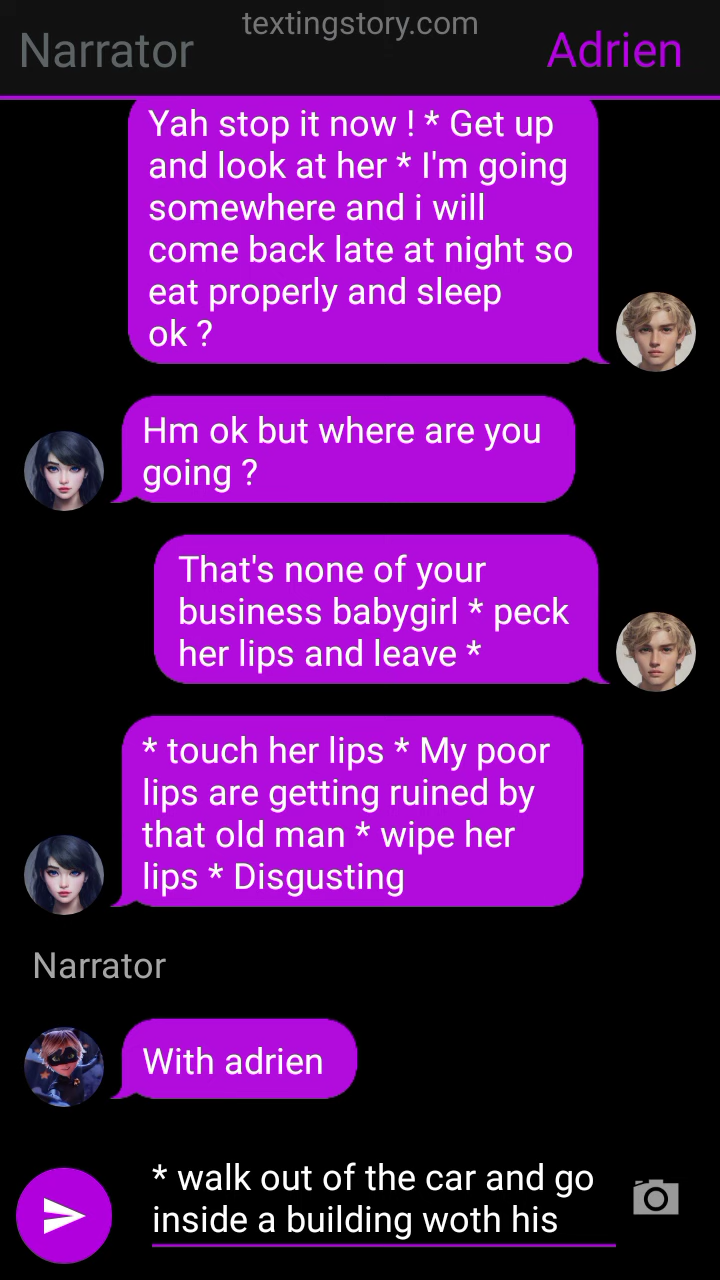 textingstory.com
Narrator
Adrien
Yah stop it now ! * Get up
and look at her * I'm going
somewhere and i will
come back late at night so
eat properly and sleep
ok ?
Hm ok but where are you
going ?
That's none of your
business babygirl * peck
her lips and leave *
* touch her lips * My poor
lips are getting ruined by
that old man * wipe her
lips * Disgusting
Narrator
With adrien
* walk out of the car and go
inside a building woth his